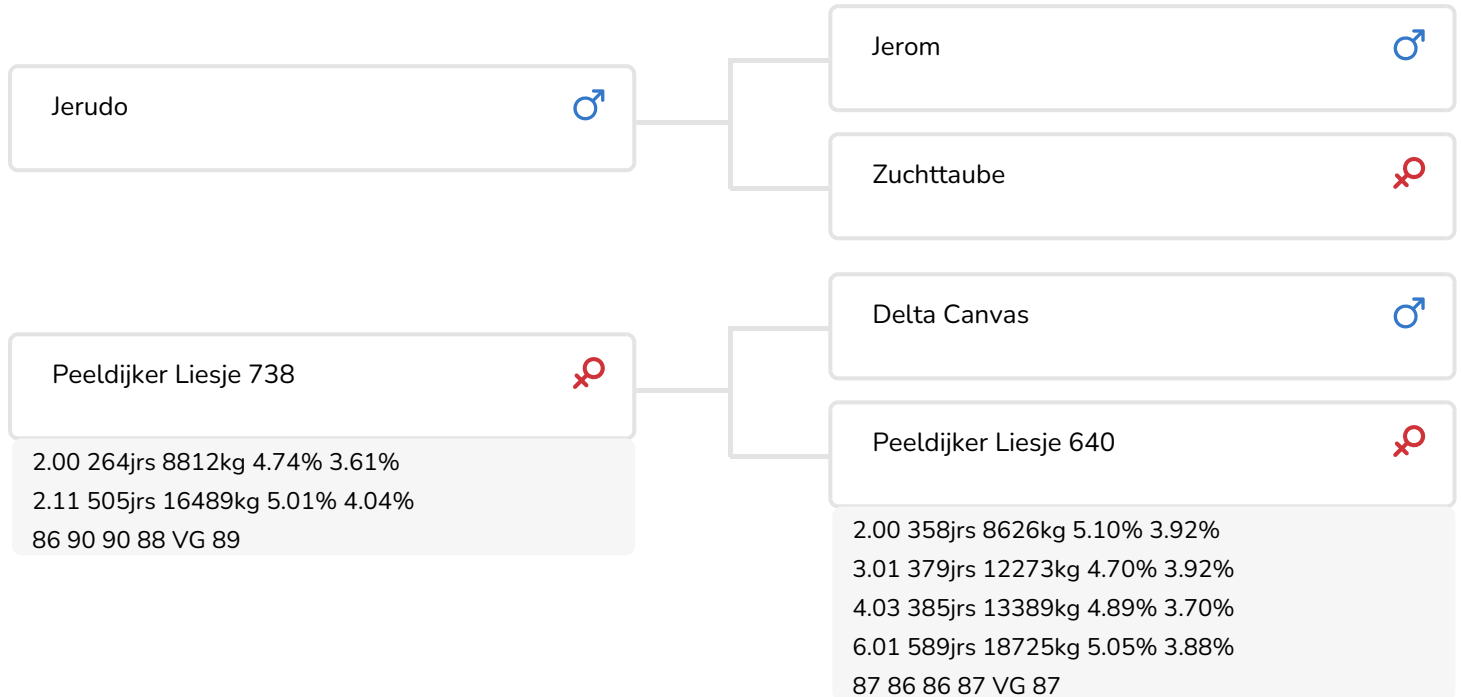 Jerudo
Jerom
Zuchttaube
Peeldijker Liesje 738
2.00 264jrs 8812kg 4.74% 3.61%
2.11 505jrs 16489kg 5.01% 4.04%
86 90 90 88 VG 89
Delta Canvas
Peeldijker Liesje 640
2.00 358jrs 8626kg 5.10% 3.92%
3.01 379jrs 12273kg 4.70% 3.92%
4.03 385jrs 13389kg 4.89% 3.70%
6.01 589jrs 18725kg 5.05% 3.88%
87 86 86 87 VG 87